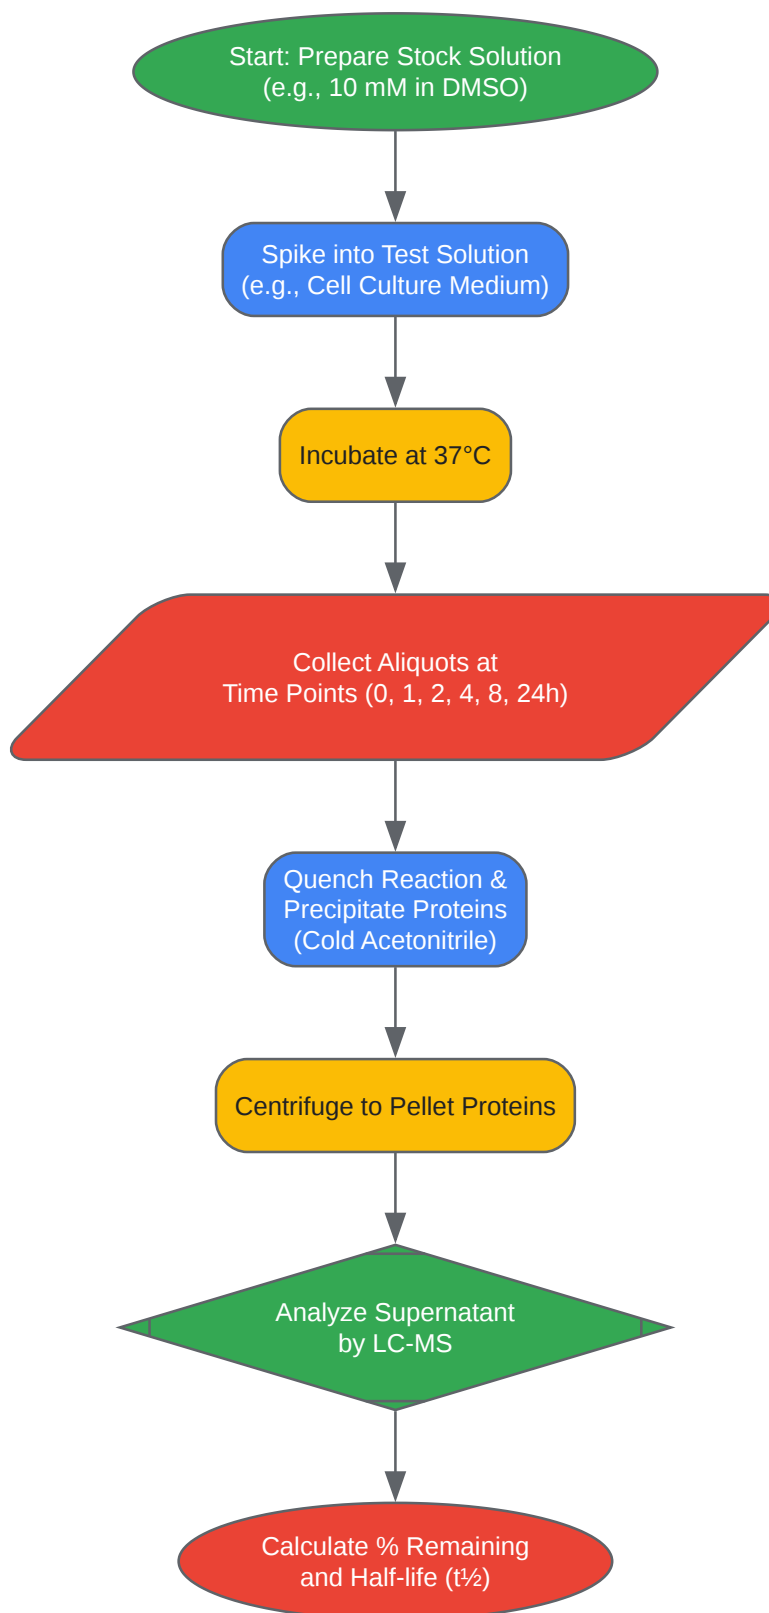 Start: Prepare Stock Solution
(e.g., 10 mM in DMSO)
Spike into Test Solution
(e.g., Cell Culture Medium)
Incubate at 37°C
Collect Aliquots at
Time Points (0, 1, 2, 4, 8, 24h)
Quench Reaction &
Precipitate Proteins
(Cold Acetonitrile)
Centrifuge to Pellet Proteins
Analyze Supernatant
by LC-MS
Calculate % Remaining
and Half-life (t½)